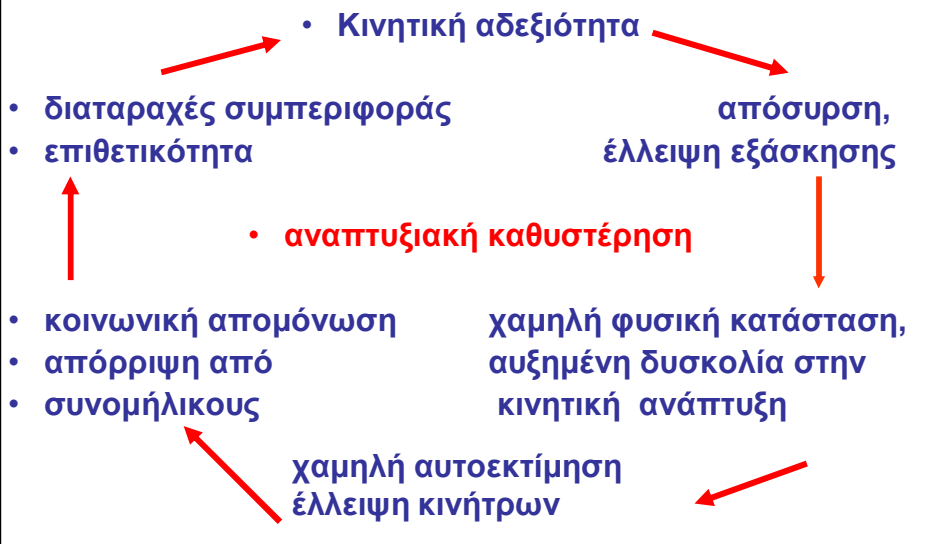 • Κινητική αδεξιότητα
• διαταραχές συμπεριφοράς απόσυρση,
• επιθετικότητα έλλειψη εξάσκησης
• αναπτυξιακή καθυστέρηση
• κοινωνική απομόνωση χαμηλή φυσική κατάσταση,
• απόρριψη από αυξημένη δυσκολία στην
• συνομήλικους κινητική ανάπτυξη
χαμηλή αυτοεκτίμηση
έλλειψη κινήτρων